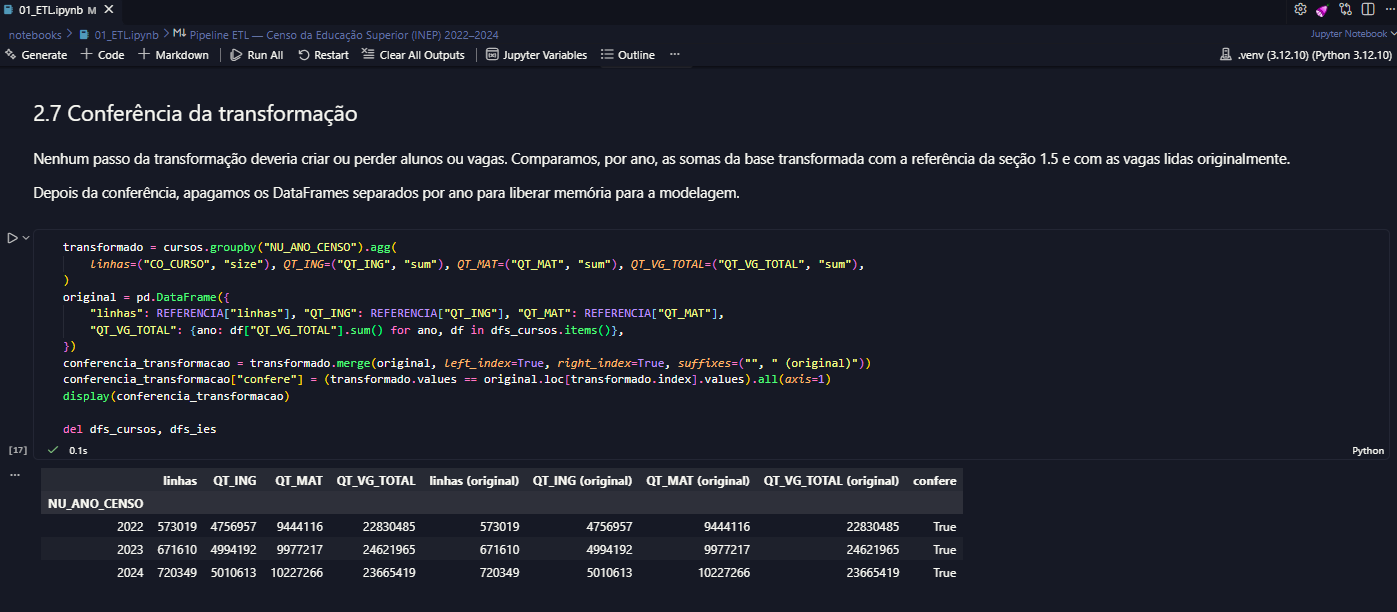 01_ETL.ipynb M
notebooks > 01_ETL.ipynb > M↓ Pipeline ETL — Censo da Educação Superior (INEP) 2022–2024
Jupyter Notebook
Generate + Code + Markdown | Run All Restart Clear All Outputs | Jupyter Variables Outline ...
.venv (3.12.10) (Python 3.12.10)
2.7 Conferência da transformação
Nenhum passo da transformação deveria criar ou perder alunos ou vagas. Comparamos, por ano, as somas da base transformada com a referência da seção 1.5 e com as vagas lidas originalmente.
Depois da conferência, apagamos os DataFrames separados por ano para liberar memória para a modelagem.
transformado = cursos.groupby("NU_ANO_CENSO").agg(
    linhas=("CO_CURSO", "size"), QT_ING=("QT_ING", "sum"), QT_MAT=("QT_MAT", "sum"), QT_VG_TOTAL=("QT_VG_TOTAL", "sum"),
)
original = pd.DataFrame({
    "linhas": REFERENCIA["linhas"], "QT_ING": REFERENCIA["QT_ING"], "QT_MAT": REFERENCIA["QT_MAT"],
    "QT_VG_TOTAL": {ano: df["QT_VG_TOTAL"].sum() for ano, df in dfs_cursos.items()},
})
conferencia_transformacao = transformado.merge(original, left_index=True, right_index=True, suffixes=("", " (original)"))
conferencia_transformacao["confere"] = (transformado.values == original.loc[transformado.index].values).all(axis=1)
display(conferencia_transformacao)
del dfs_cursos, dfs_ies
[17] 0.1s
Python
...
linhas QT_ING QT_MAT QT_VG_TOTAL linhas (original) QT_ING (original) QT_MAT (original) QT_VG_TOTAL (original) confere
NU_ANO_CENSO
2022 573019 4756957 9444116 22830485 573019 4756957 9444116 22830485 True
2023 671610 4994192 9977217 24621965 671610 4994192 9977217 24621965 True
2024 720349 5010613 10227266 23665419 720349 5010613 10227266 23665419 True